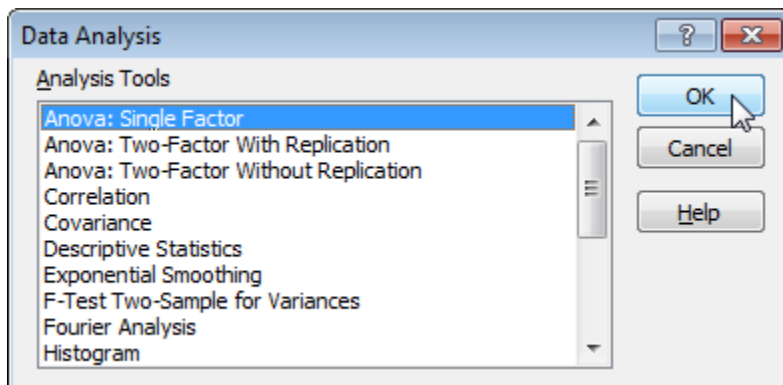 Data Analysis
Analysis Tools
Anova: Single Factor
Anova: Two-Factor With Replication
Anova: Two-Factor Without Replication
Correlation
Covariance
Descriptive Statistics
Exponential Smoothing
F-Test Two-Sample for Variances
Fourier Analysis
Histogram
OK
Cancel
Help